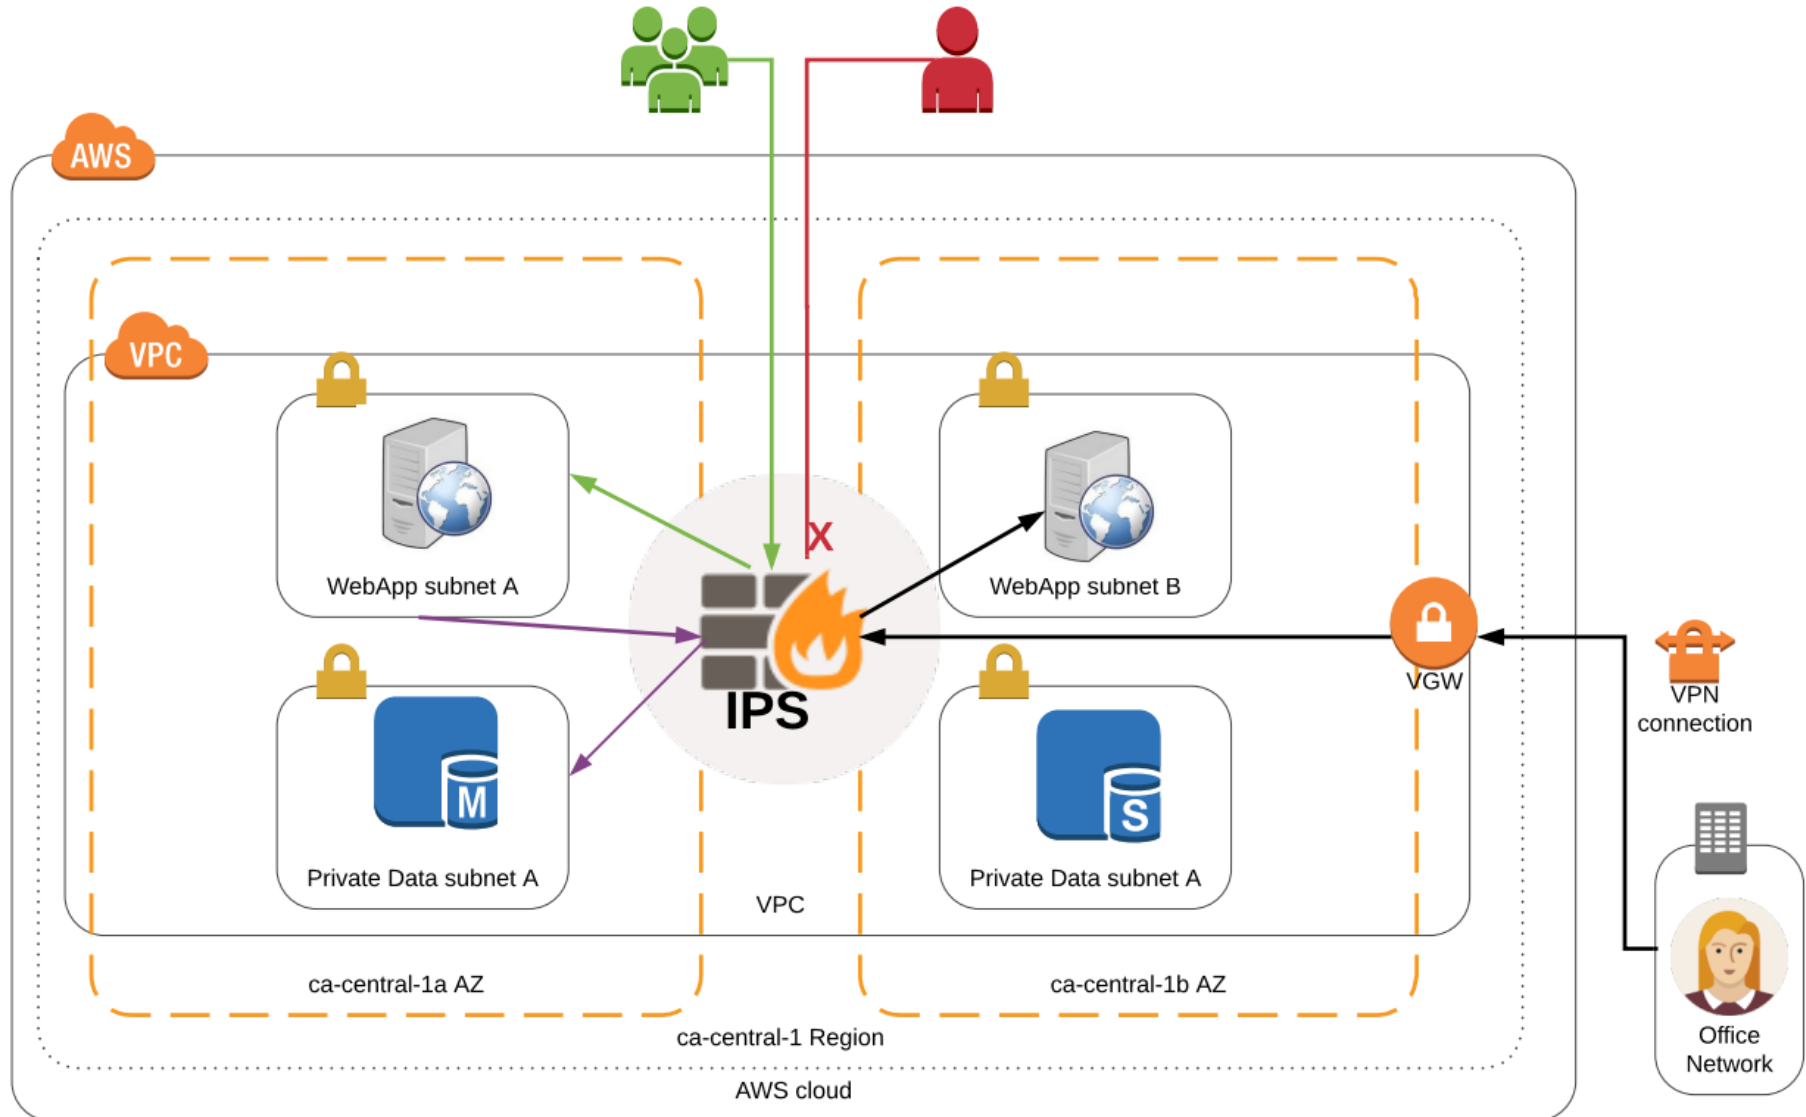 AWS
VPC
X
WebApp subnet A
WebApp subnet B
IPS
VGW
VPN
connection
M
S
Private Data subnet A
Private Data subnet A
VPC
ca-central-1a AZ
ca-central-1b AZ
ca-central-1 Region
AWS cloud
Office
Network